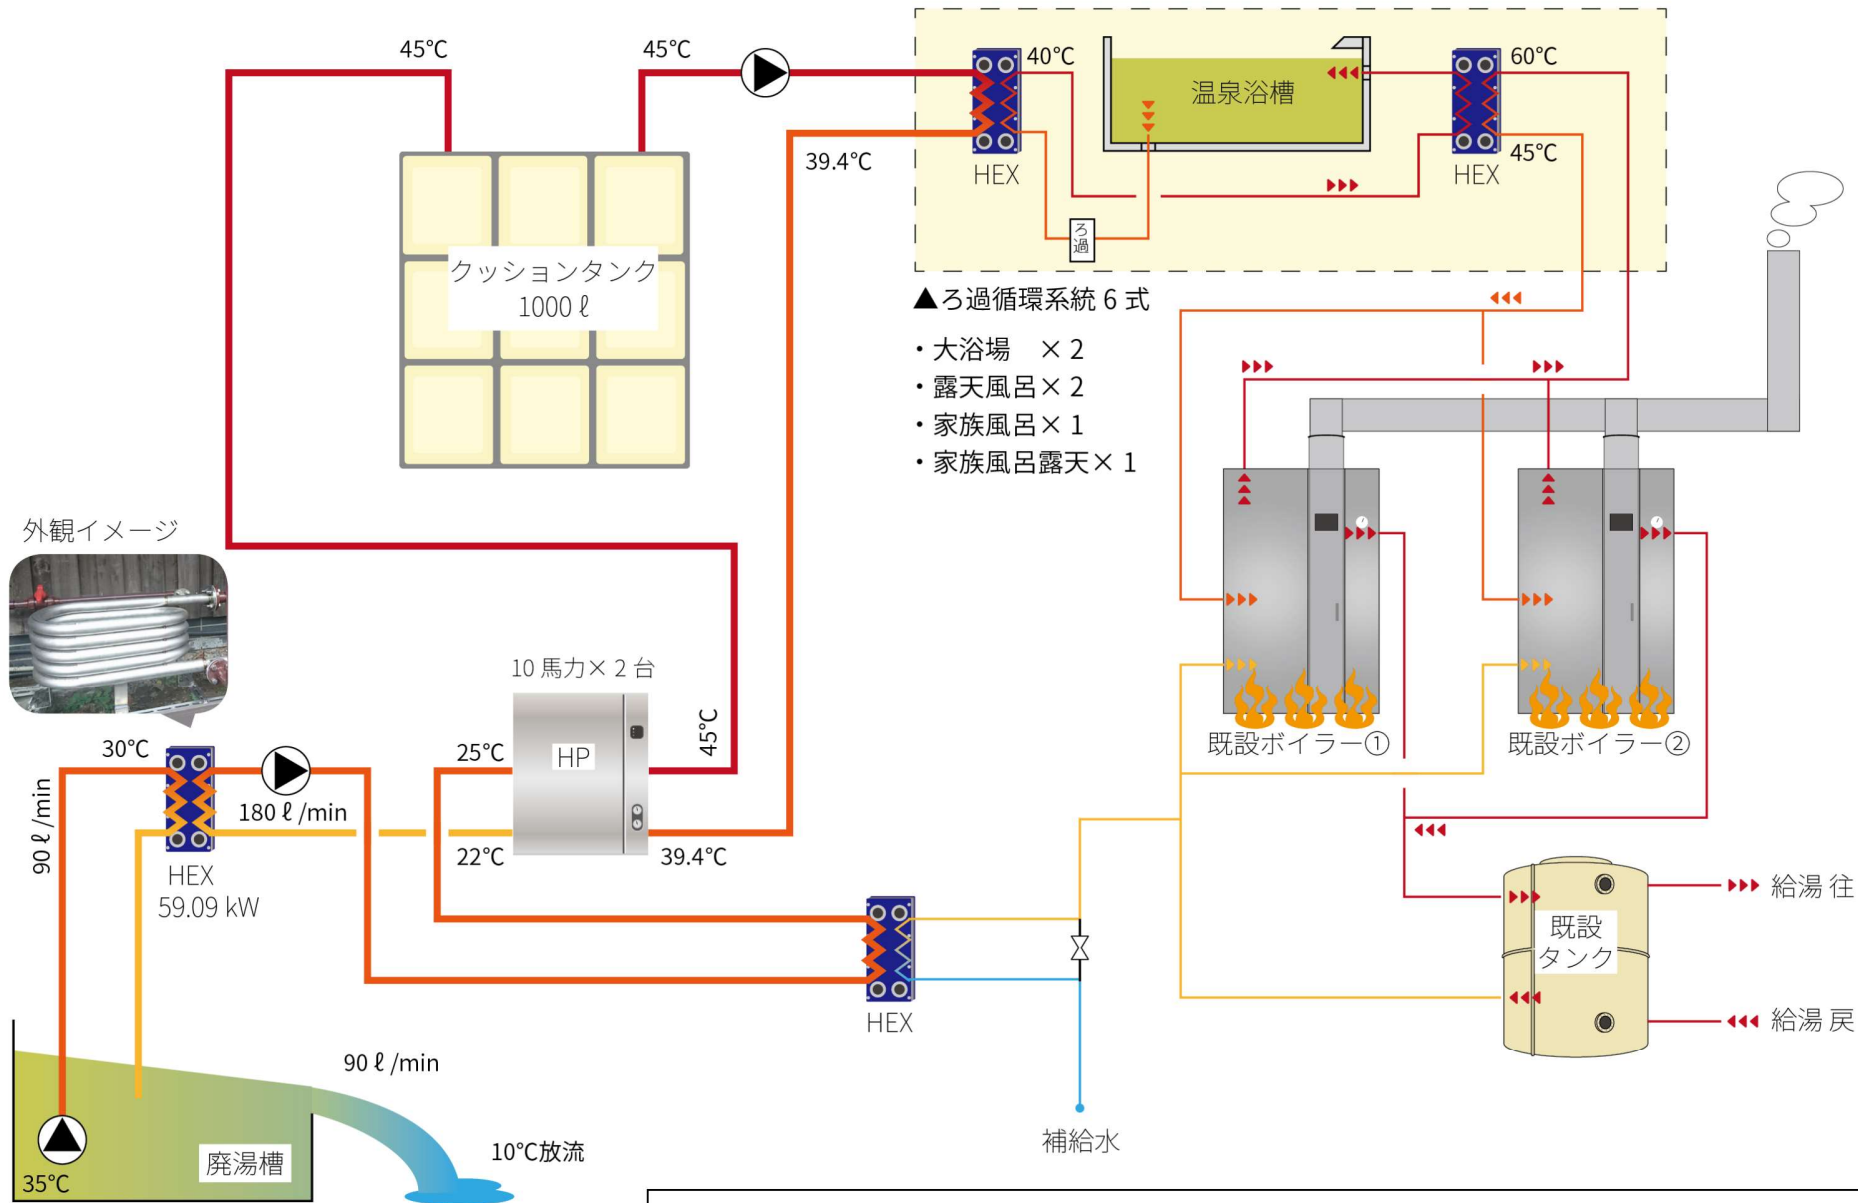 45℃
45℃
40℃
温泉浴槽
60℃
39.4℃
HEX
45℃
HEX
ろ過
クッションタンク
1000ℓ
▲ろ過循環系統6式
・大浴場 ×2
・露天風呂×2
・家族風呂×1
・家族風呂露天×1
外観イメージ
10馬力×2台
HP
45℃
30℃
25℃
90ℓ/min
180ℓ/min
22℃
39.4℃
HEX
59.09 kW
既設ボイラー①
既設ボイラー②
HEX
既設
タンク
給湯 往
給湯 戻
90ℓ/min
10℃放流
廃湯槽
35℃
補給水